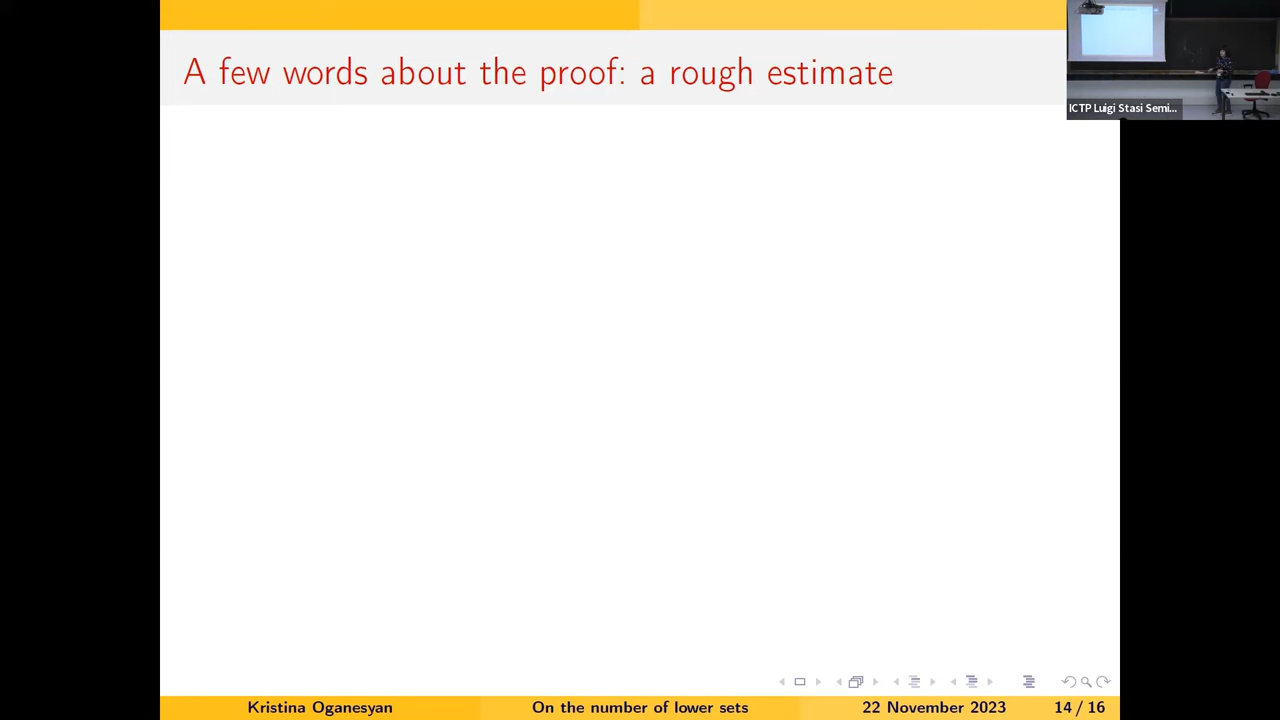 A few words about the proof: a rough estimate
ICTP Luigi Stasi Semi...
Kristina Oganesyan
On the number of lower sets
22 November 2023
14 / 16